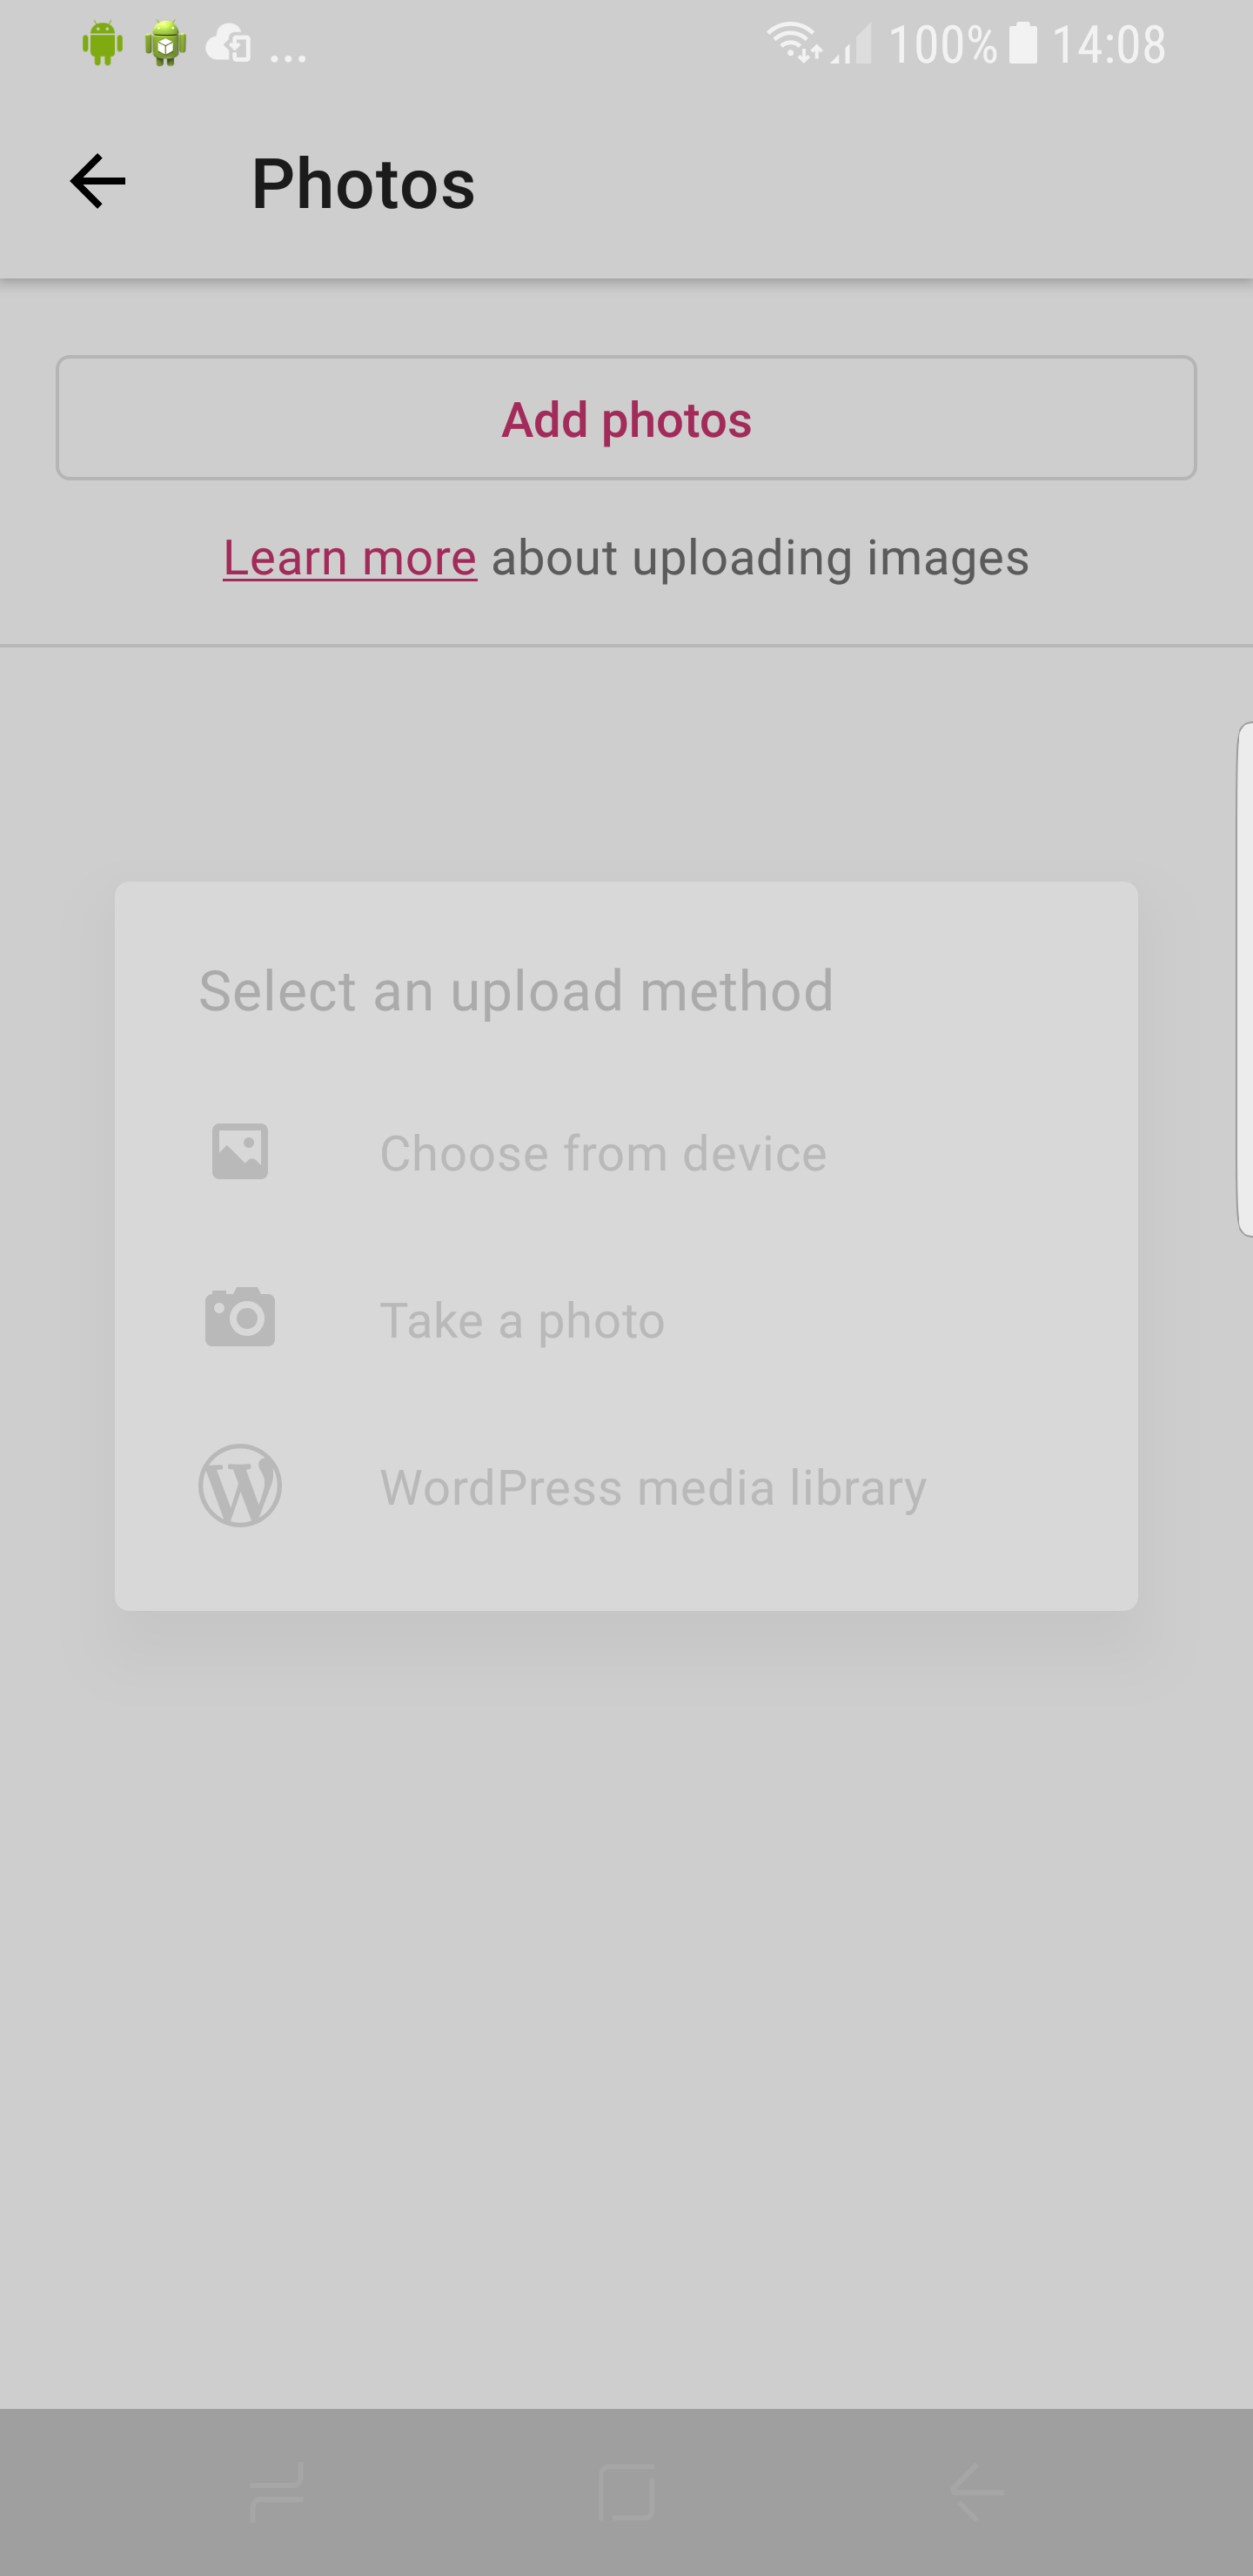 ... 100% 14:08
Photos
Add photos
Learn more about uploading images
Select an upload method
Choose from device
Take a photo
WordPress media library